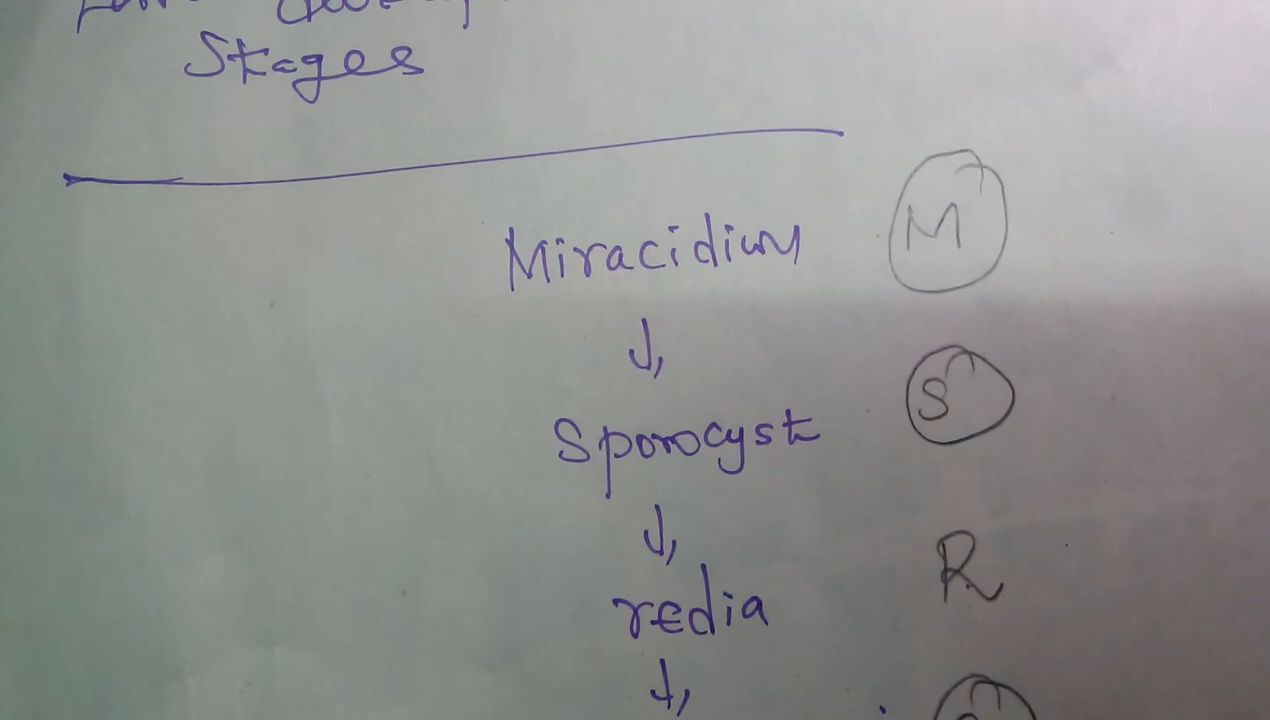 Stages
Miracidium M
↓
Sporocyst S
↓
redia R
↓